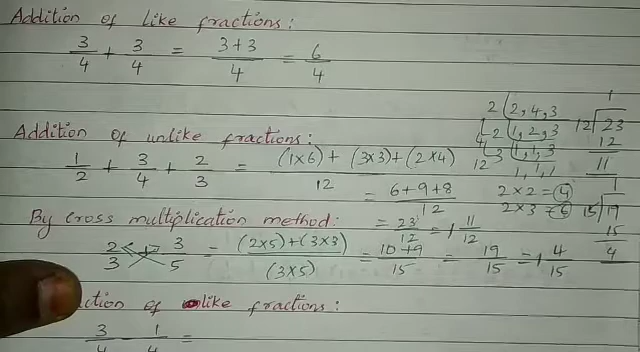 Addition of like fractions:
3/4 + 3/4 = 3+3/4 = 6/4
Addition of unlike fractions:
1/2 + 3/4 + 2/3 = (1×6) + (3×3) + (2×4)/12
= 6+9+8/12
= 23/12 = 1 11/12
2 | 2, 4, 3
2 | 1, 2, 3
3 | 1, 1, 3
1, 1, 1
4
12
2 × 2 = 4
2 × 3 = 6
1
12 23
12
11
By cross multiplication method:
2/3 + 3/5 = (2×5)+(3×3)/(3×5) = 10+9/15 = 19/15 = 1 4/15
1
15 19
15
4
ction of like fractions:
3/4 - 1/4 =